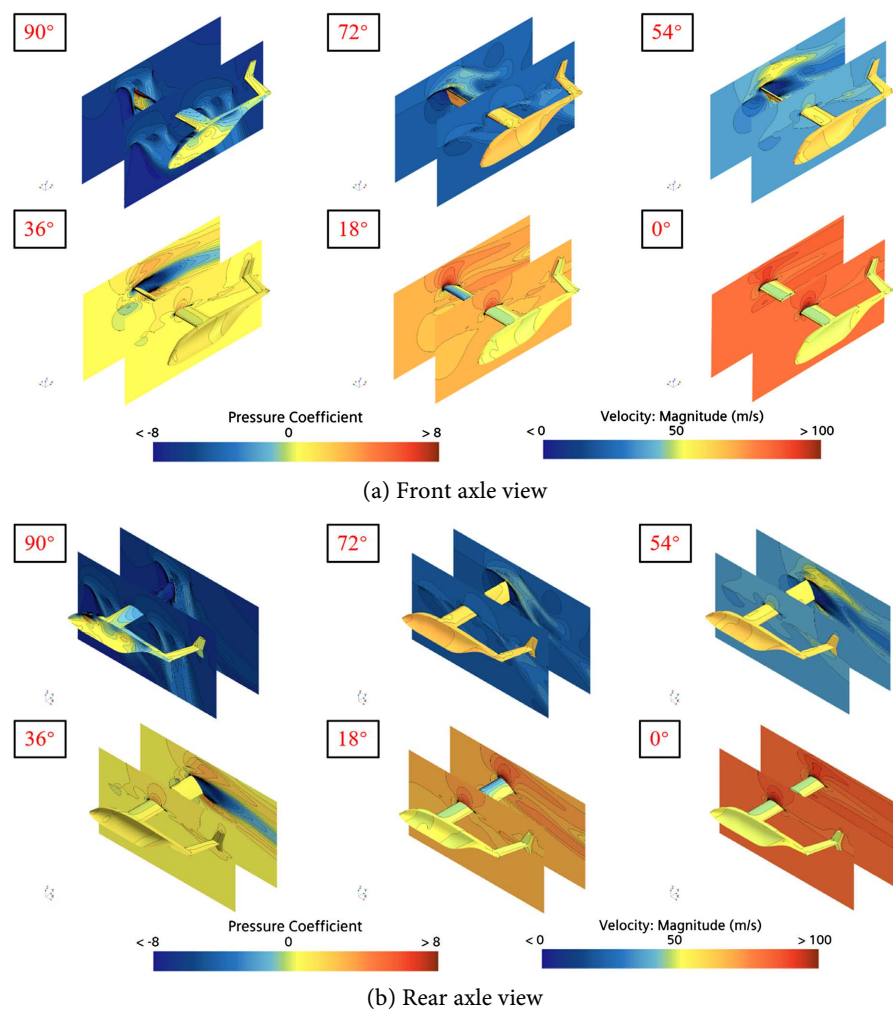 90° 72° 54°
36° 18° 0°
Pressure Coefficient Velocity: Magnitude (m/s)
< -8 0 > 8 < 0 50 > 100
(a) Front axle view
90° 72° 54°
36° 18° 0°
Pressure Coefficient Velocity: Magnitude (m/s)
< -8 0 > 8 < 0 50 > 100
(b) Rear axle view